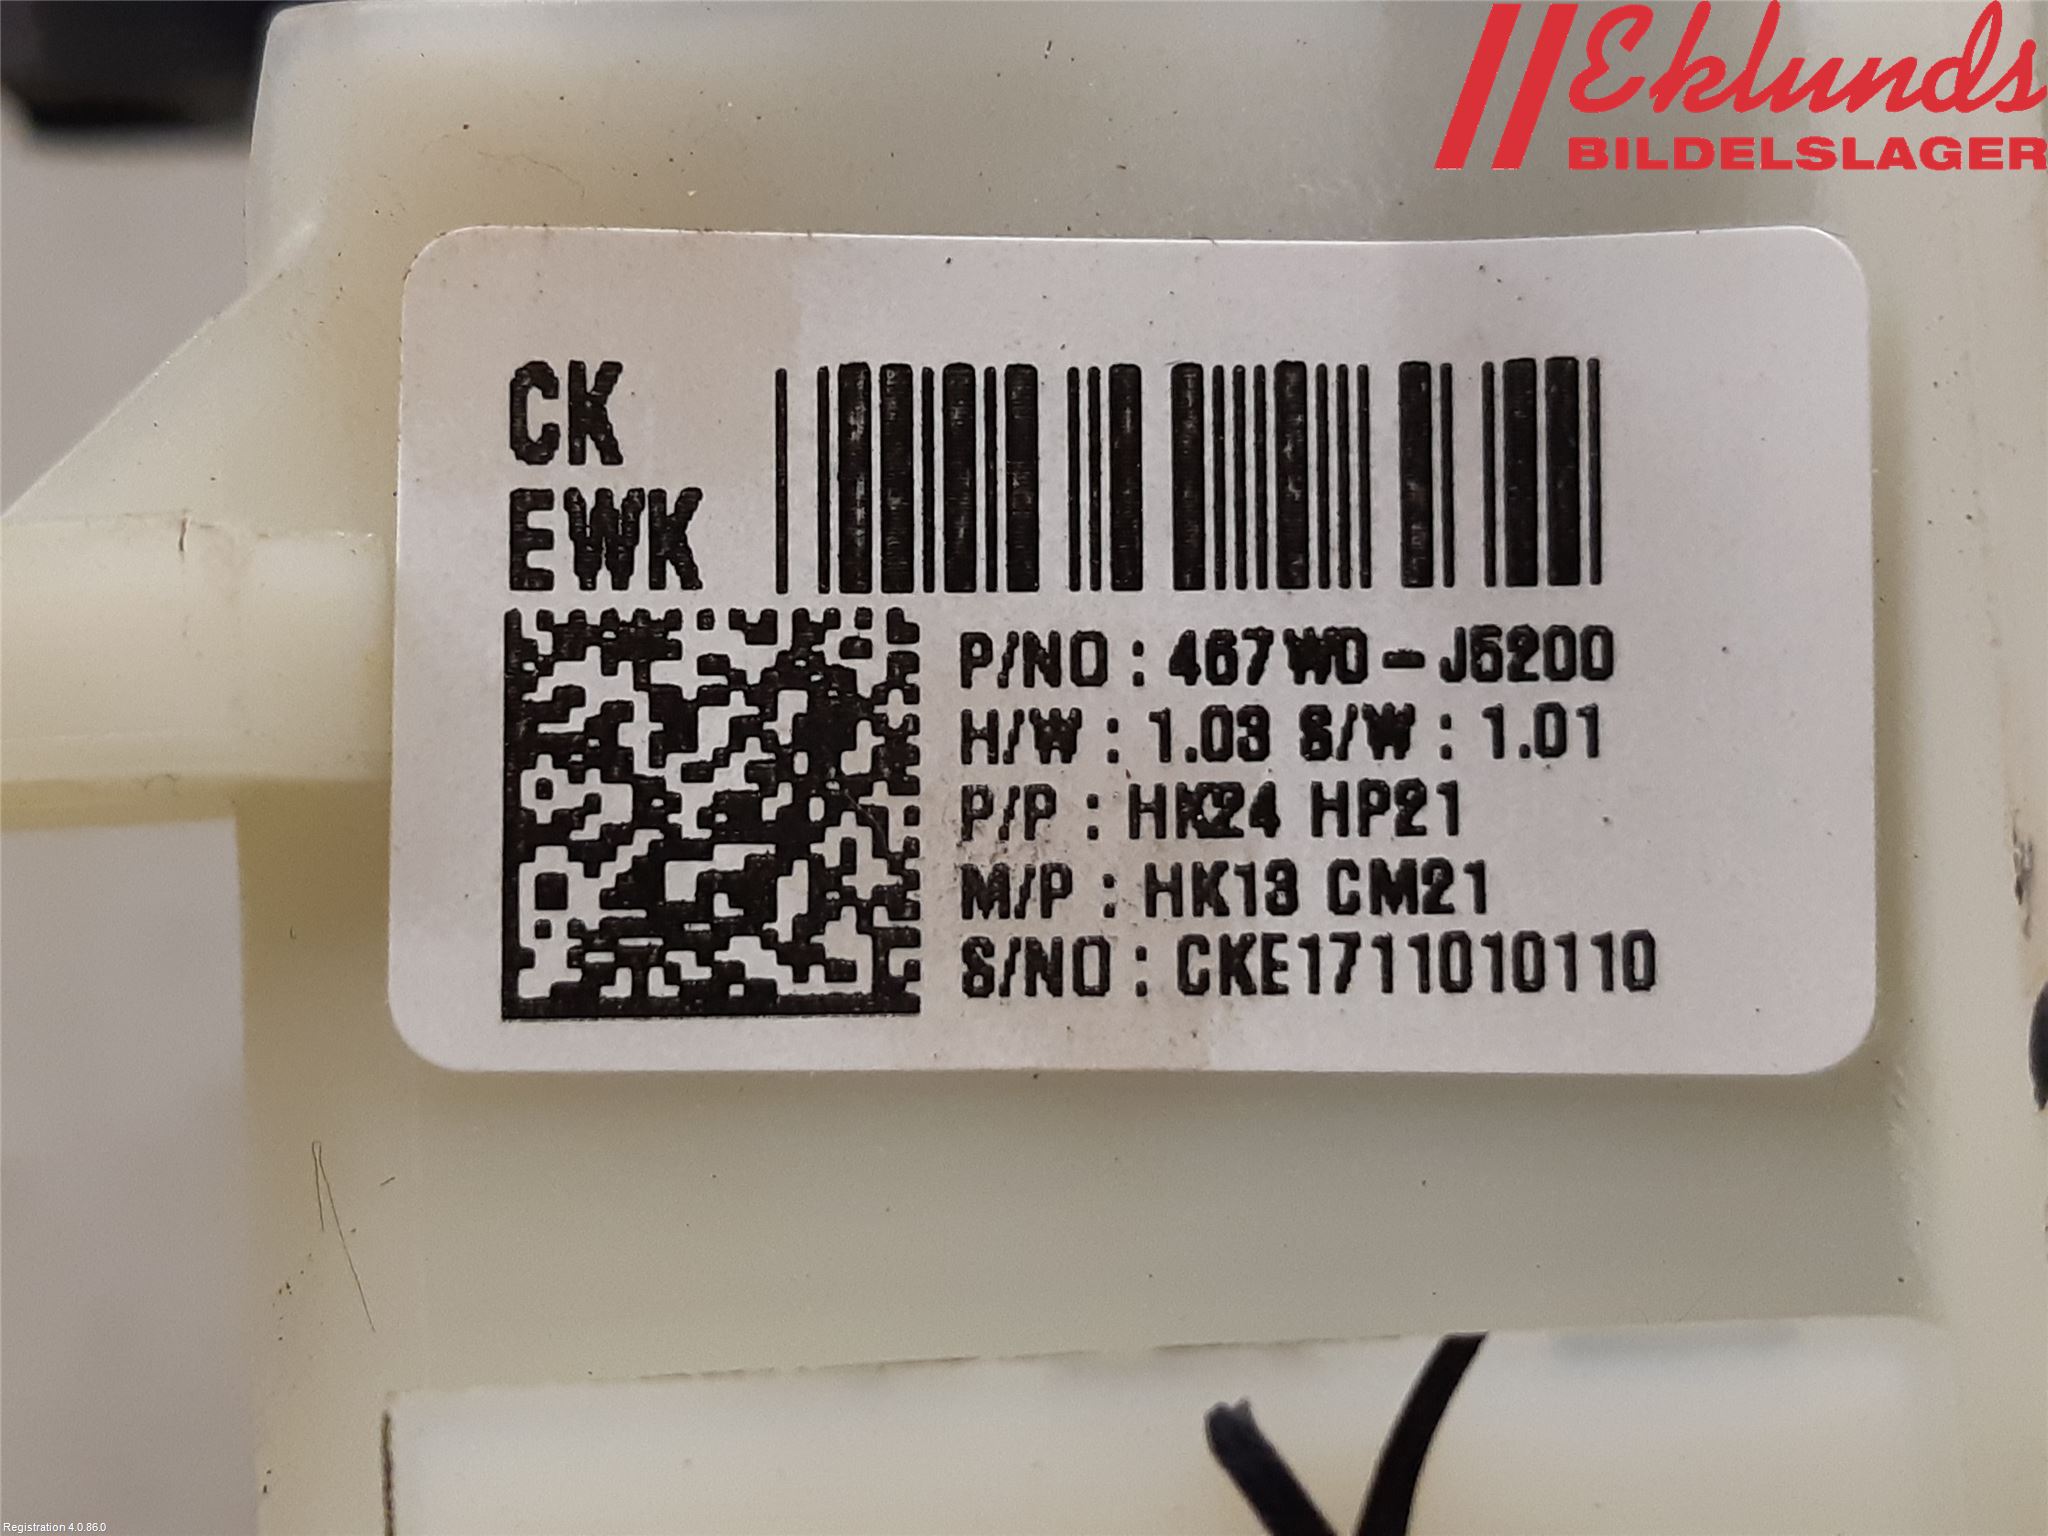 Eklunds
BILDELSLAGER
CK
EWK
P/NO : 467W0-J5200
H/W : 1.03 S/W : 1.01
P/P : HK24 HP21
M/P : HK13 CM21
S/NO : CKE1711010110
Registration 4.0.86.0